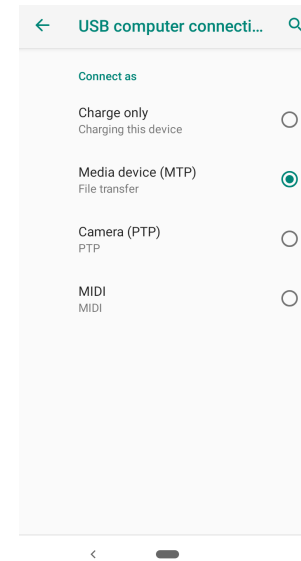 USB computer connecti...
Connect as
Charge only
Charging this device
Media device (MTP)
File transfer
Camera (PTP)
PTP
MIDI
MIDI